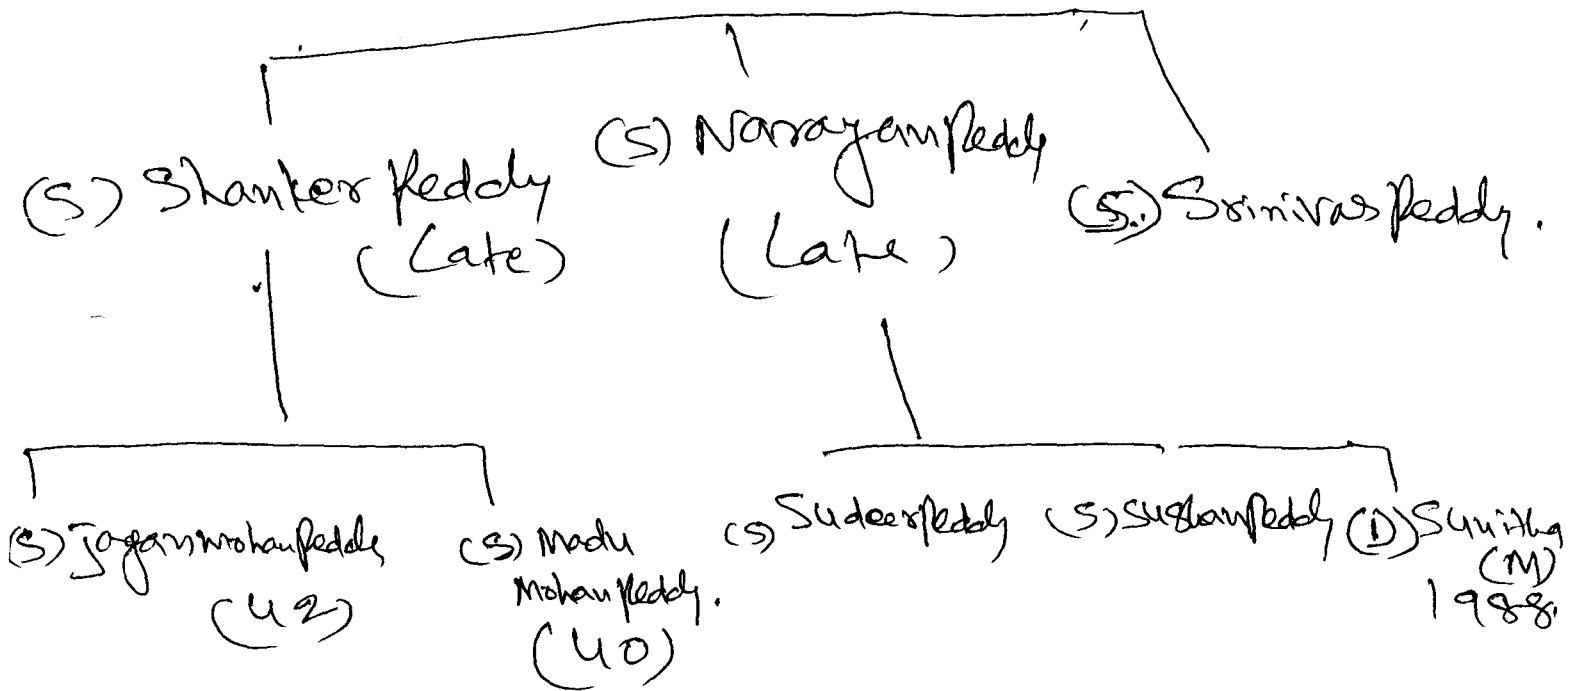 (S) Shanker Reddy
(Late)
(S) Narayan Reddy
(Late)
(S.) Srinivas Reddy.
(S) Jaganmohan Reddy
(42)
(S) Madu
Mohan Reddy.
(40)
(S) Sudeer Reddy
(S) Sushan Reddy
(D) Sunitha
(M)
1988.